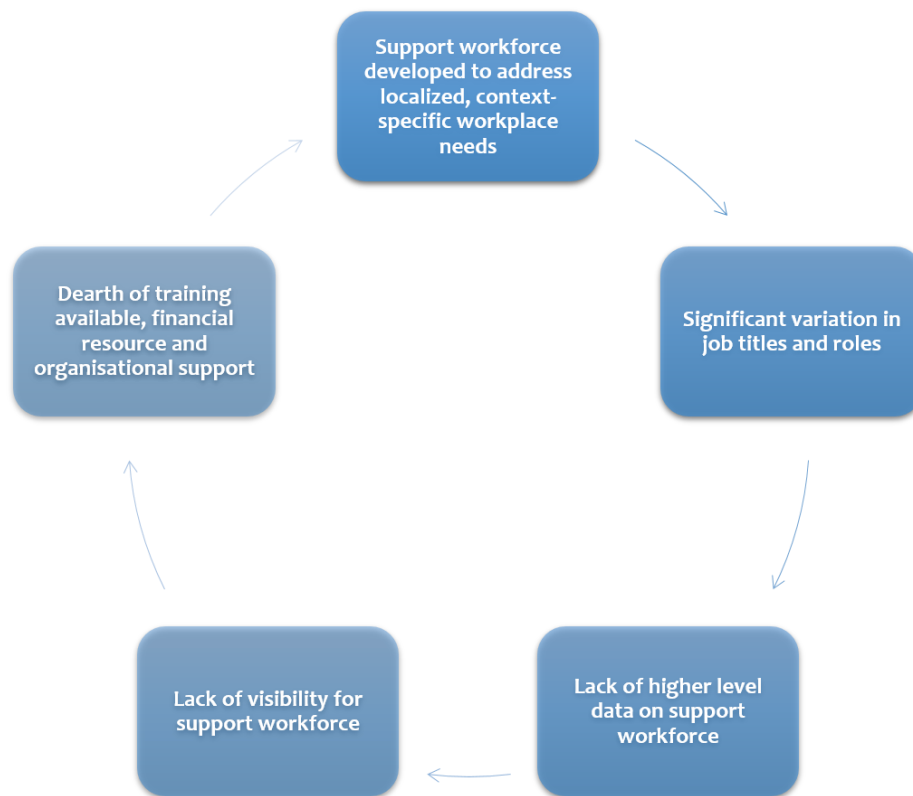 Support workforce
developed to address
localized, context-
specific workplace
needs
Significant variation in
job titles and roles
Lack of higher level
data on support
workforce
Lack of visibility for
support workforce
Dearth of training
available, financial
resource and
organisational support